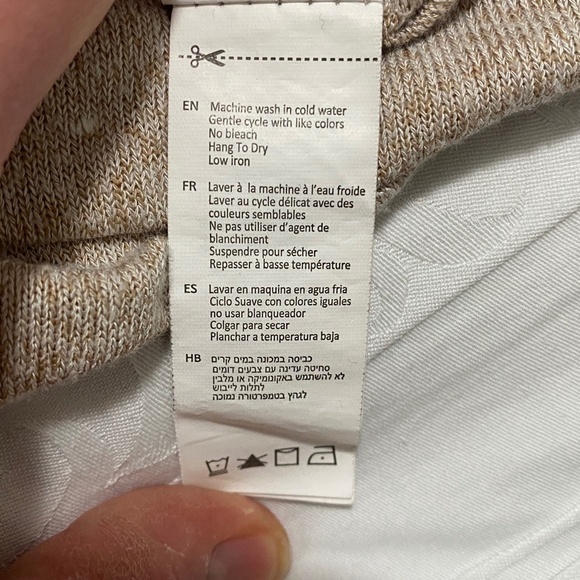 EN Machine wash in cold water
Gentle cycle with like colors
No bleach
Hang To Dry
Low iron
FR Laver à la machine à l'eau froide
Laver au cycle délicat avec des
couleurs semblables
Ne pas utiliser d'agent de
blanchiment
Suspendre pour sécher
Repasser à basse température
ES Lavar en maquina en agua fria
Ciclo Suave con colores iguales
no usar blanqueador
Colgar para secar
Planchar a temperatura baja
HB כביסה במכונה במים קרים
סחיטה עדינה עם צבעים דומים
לא להשתמש באקונומיקה או מלבין
לתלות לייבוש
לגהץ בטמפרטורה נמוכה